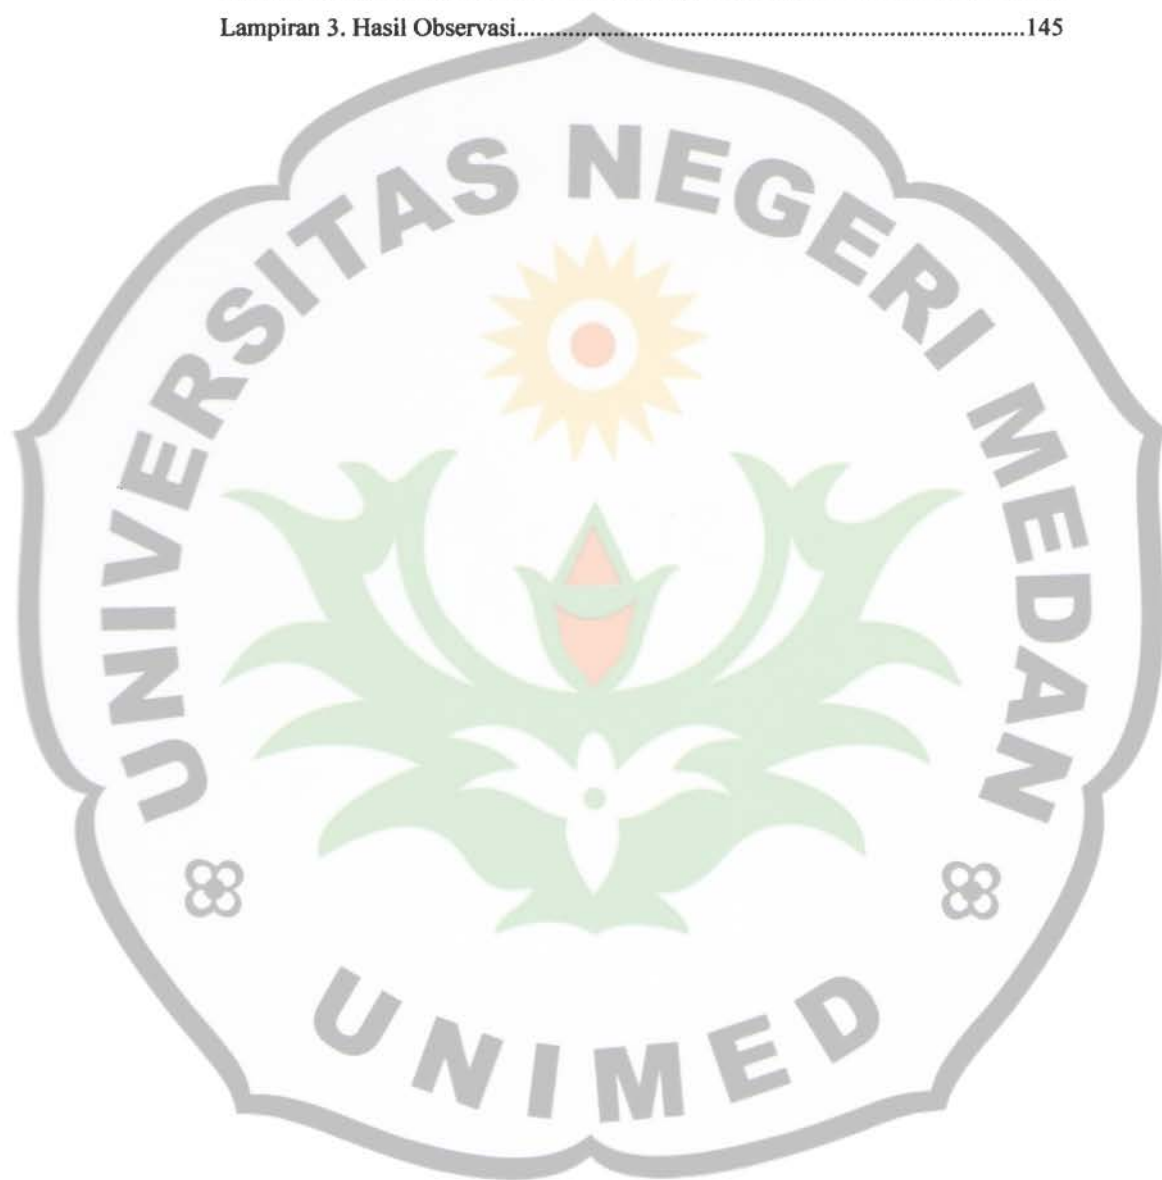 Lampiran 3. Hasil Observasi..........................................................................145
UNIVERSITAS NEGERI MEDAN
UNIMED